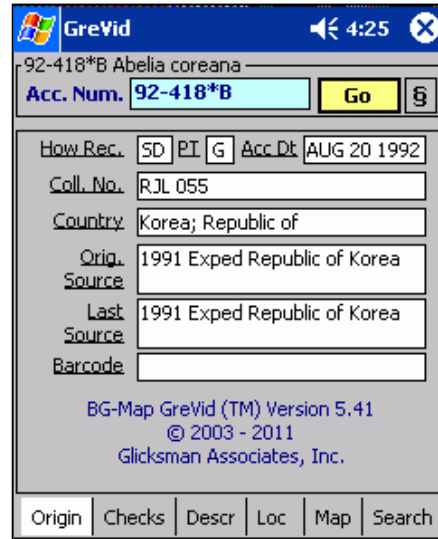 GreVid 4:25
92-418*B Abelia coreana
Acc. Num. 92-418*B Go §
How Rec. SD PT G Acc Dt AUG 20 1992
Coll. No. RJL 055
Country Korea; Republic of
Orig. Source 1991 Exped Republic of Korea
Last Source 1991 Exped Republic of Korea
Barcode
BG-Map GreVid (TM) Version 5.41
© 2003 - 2011
Glicksman Associates, Inc.
Origin Checks Descr Loc Map Search